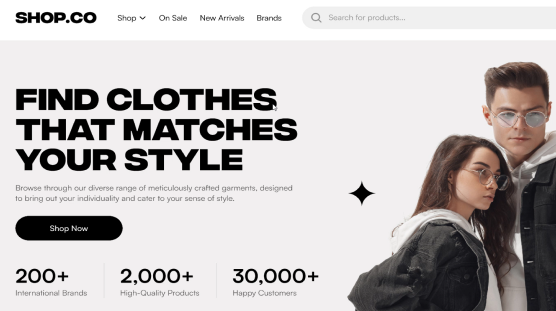 SHOP.CO
Shop On Sale New Arrivals Brands
Search for products...
FIND CLOTHES
THAT MATCHES
YOUR STYLE
Browse through our diverse range of meticulously crafted garments, designed
to bring out your individuality and cater to your sense of style.
Shop Now
200+ 2,000+ 30,000+
International Brands High-Quality Products Happy Customers